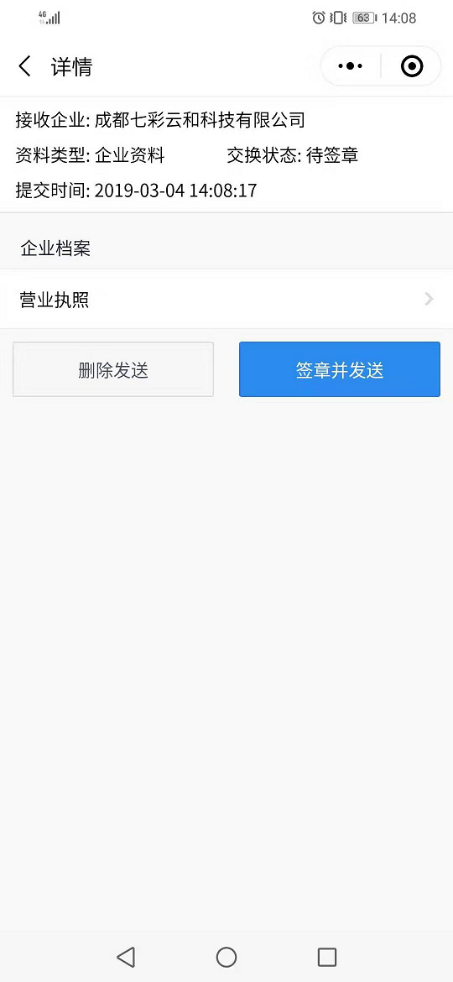 4G
63 14:08
详情
接收企业: 成都七彩云和科技有限公司
资料类型: 企业资料 交换状态: 待签章
提交时间: 2019-03-04 14:08:17
企业档案
营业执照
删除发送 签章并发送